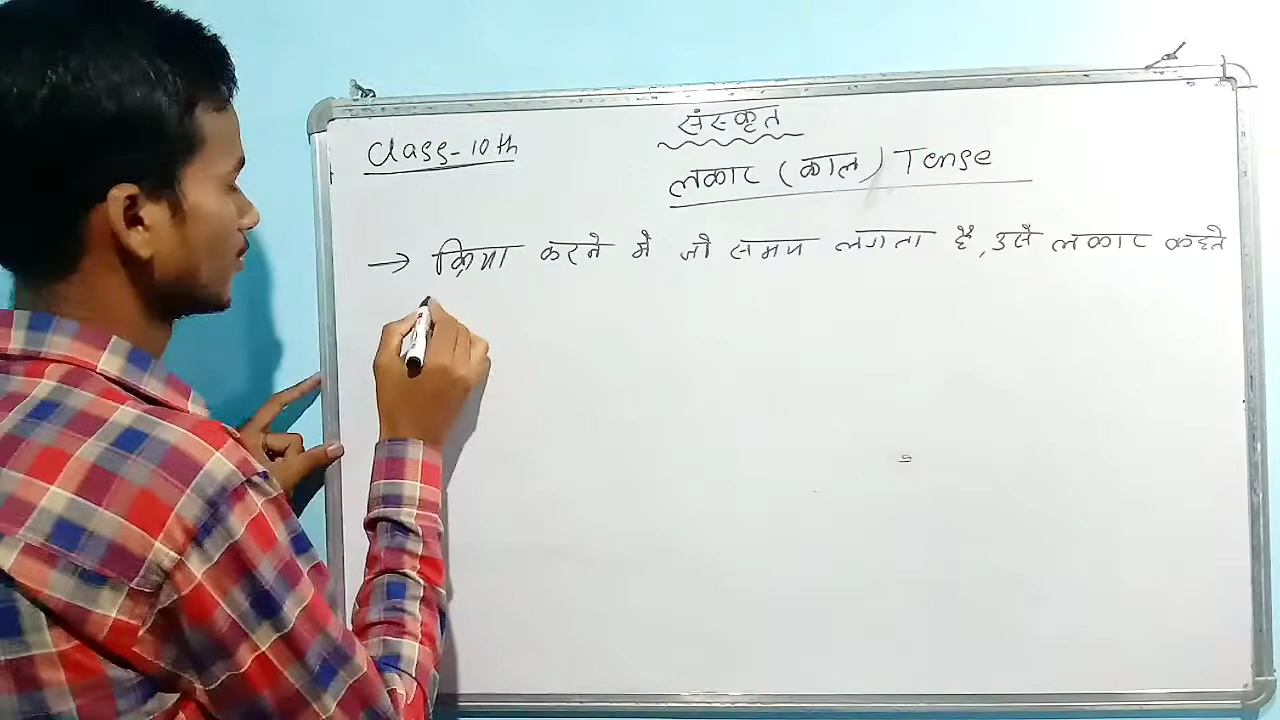 Class-10th
संस्कृत
लकार (काल) Tense
→ क्रिया करने में जो समय लगता है, उसे लकार कहते